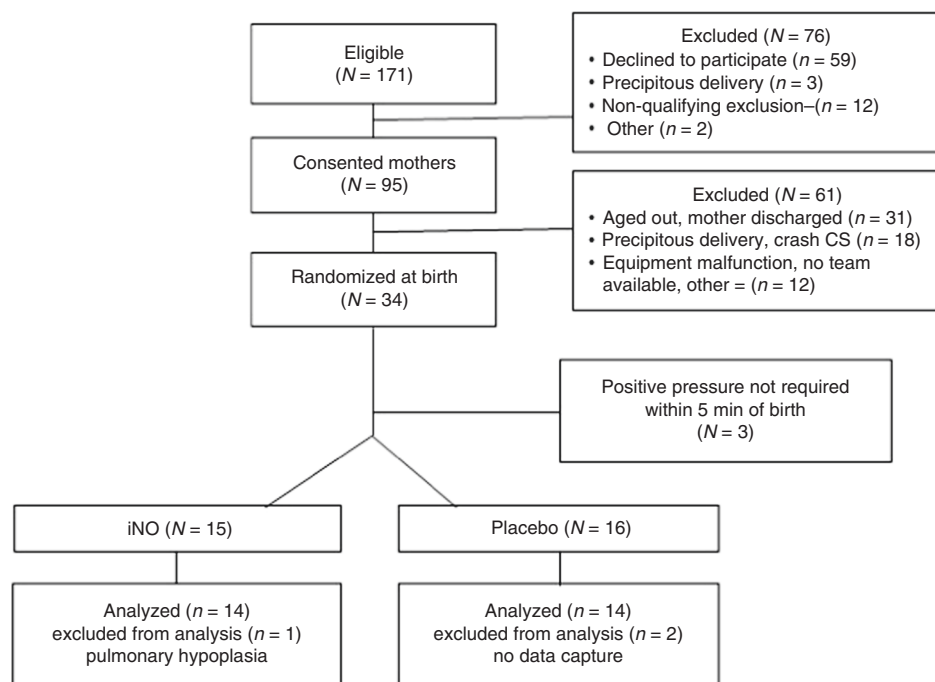 Eligible
(N = 171)
Excluded (N = 76)
• Declined to participate (n = 59)
• Precipitous delivery (n = 3)
• Non-qualifying exclusion–(n = 12)
• Other (n = 2)
Consented mothers
(N = 95)
Excluded (N = 61)
• Aged out, mother discharged (n = 31)
• Precipitous delivery, crash CS (n = 18)
• Equipment malfunction, no team
available, other = (n = 12)
Randomized at birth
(N = 34)
Positive pressure not required
within 5 min of birth
(N = 3)
iNO (N = 15)
Placebo (N = 16)
Analyzed (n = 14)
excluded from analysis (n = 1)
pulmonary hypoplasia
Analyzed (n = 14)
excluded from analysis (n = 2)
no data capture